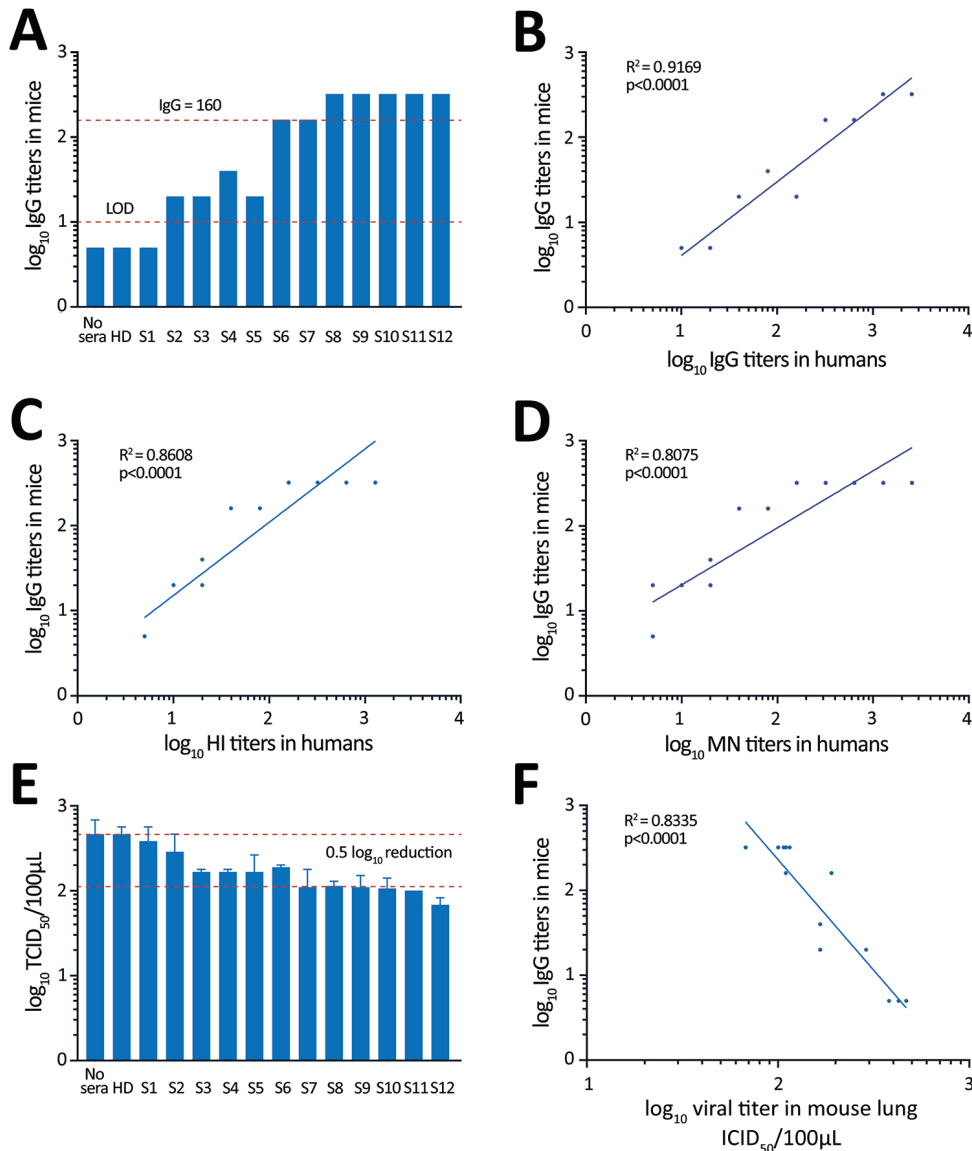 A
log10 IgG titers in mice
3
2
1
0
IgG = 160
LOD
No sera HD S1 S2 S3 S4 S5 S6 S7 S8 S9 S10 S11 S12
B
log10 IgG titers in mice
3
2
1
0
R2 = 0.9169
p<0.0001
0 1 2 3 4
log10 IgG titers in humans
C
log10 IgG titers in mice
3
2
1
0
R2 = 0.8608
p<0.0001
0 1 2 3 4
log10 HI titers in humans
D
log10 IgG titers in mice
3
2
1
0
R2 = 0.8075
p<0.0001
0 1 2 3 4
log10 MN titers in humans
E
log10 TCID50/100µL
3
2
1
0
0.5 log10 reduction
No sera HD S1 S2 S3 S4 S5 S6 S7 S8 S9 S10 S11 S12
F
log10 IgG titers in mice
3
2
1
0
R2 = 0.8335
p<0.0001
1 2 3
log10 viral titer in mouse lung
ICID50/100µL